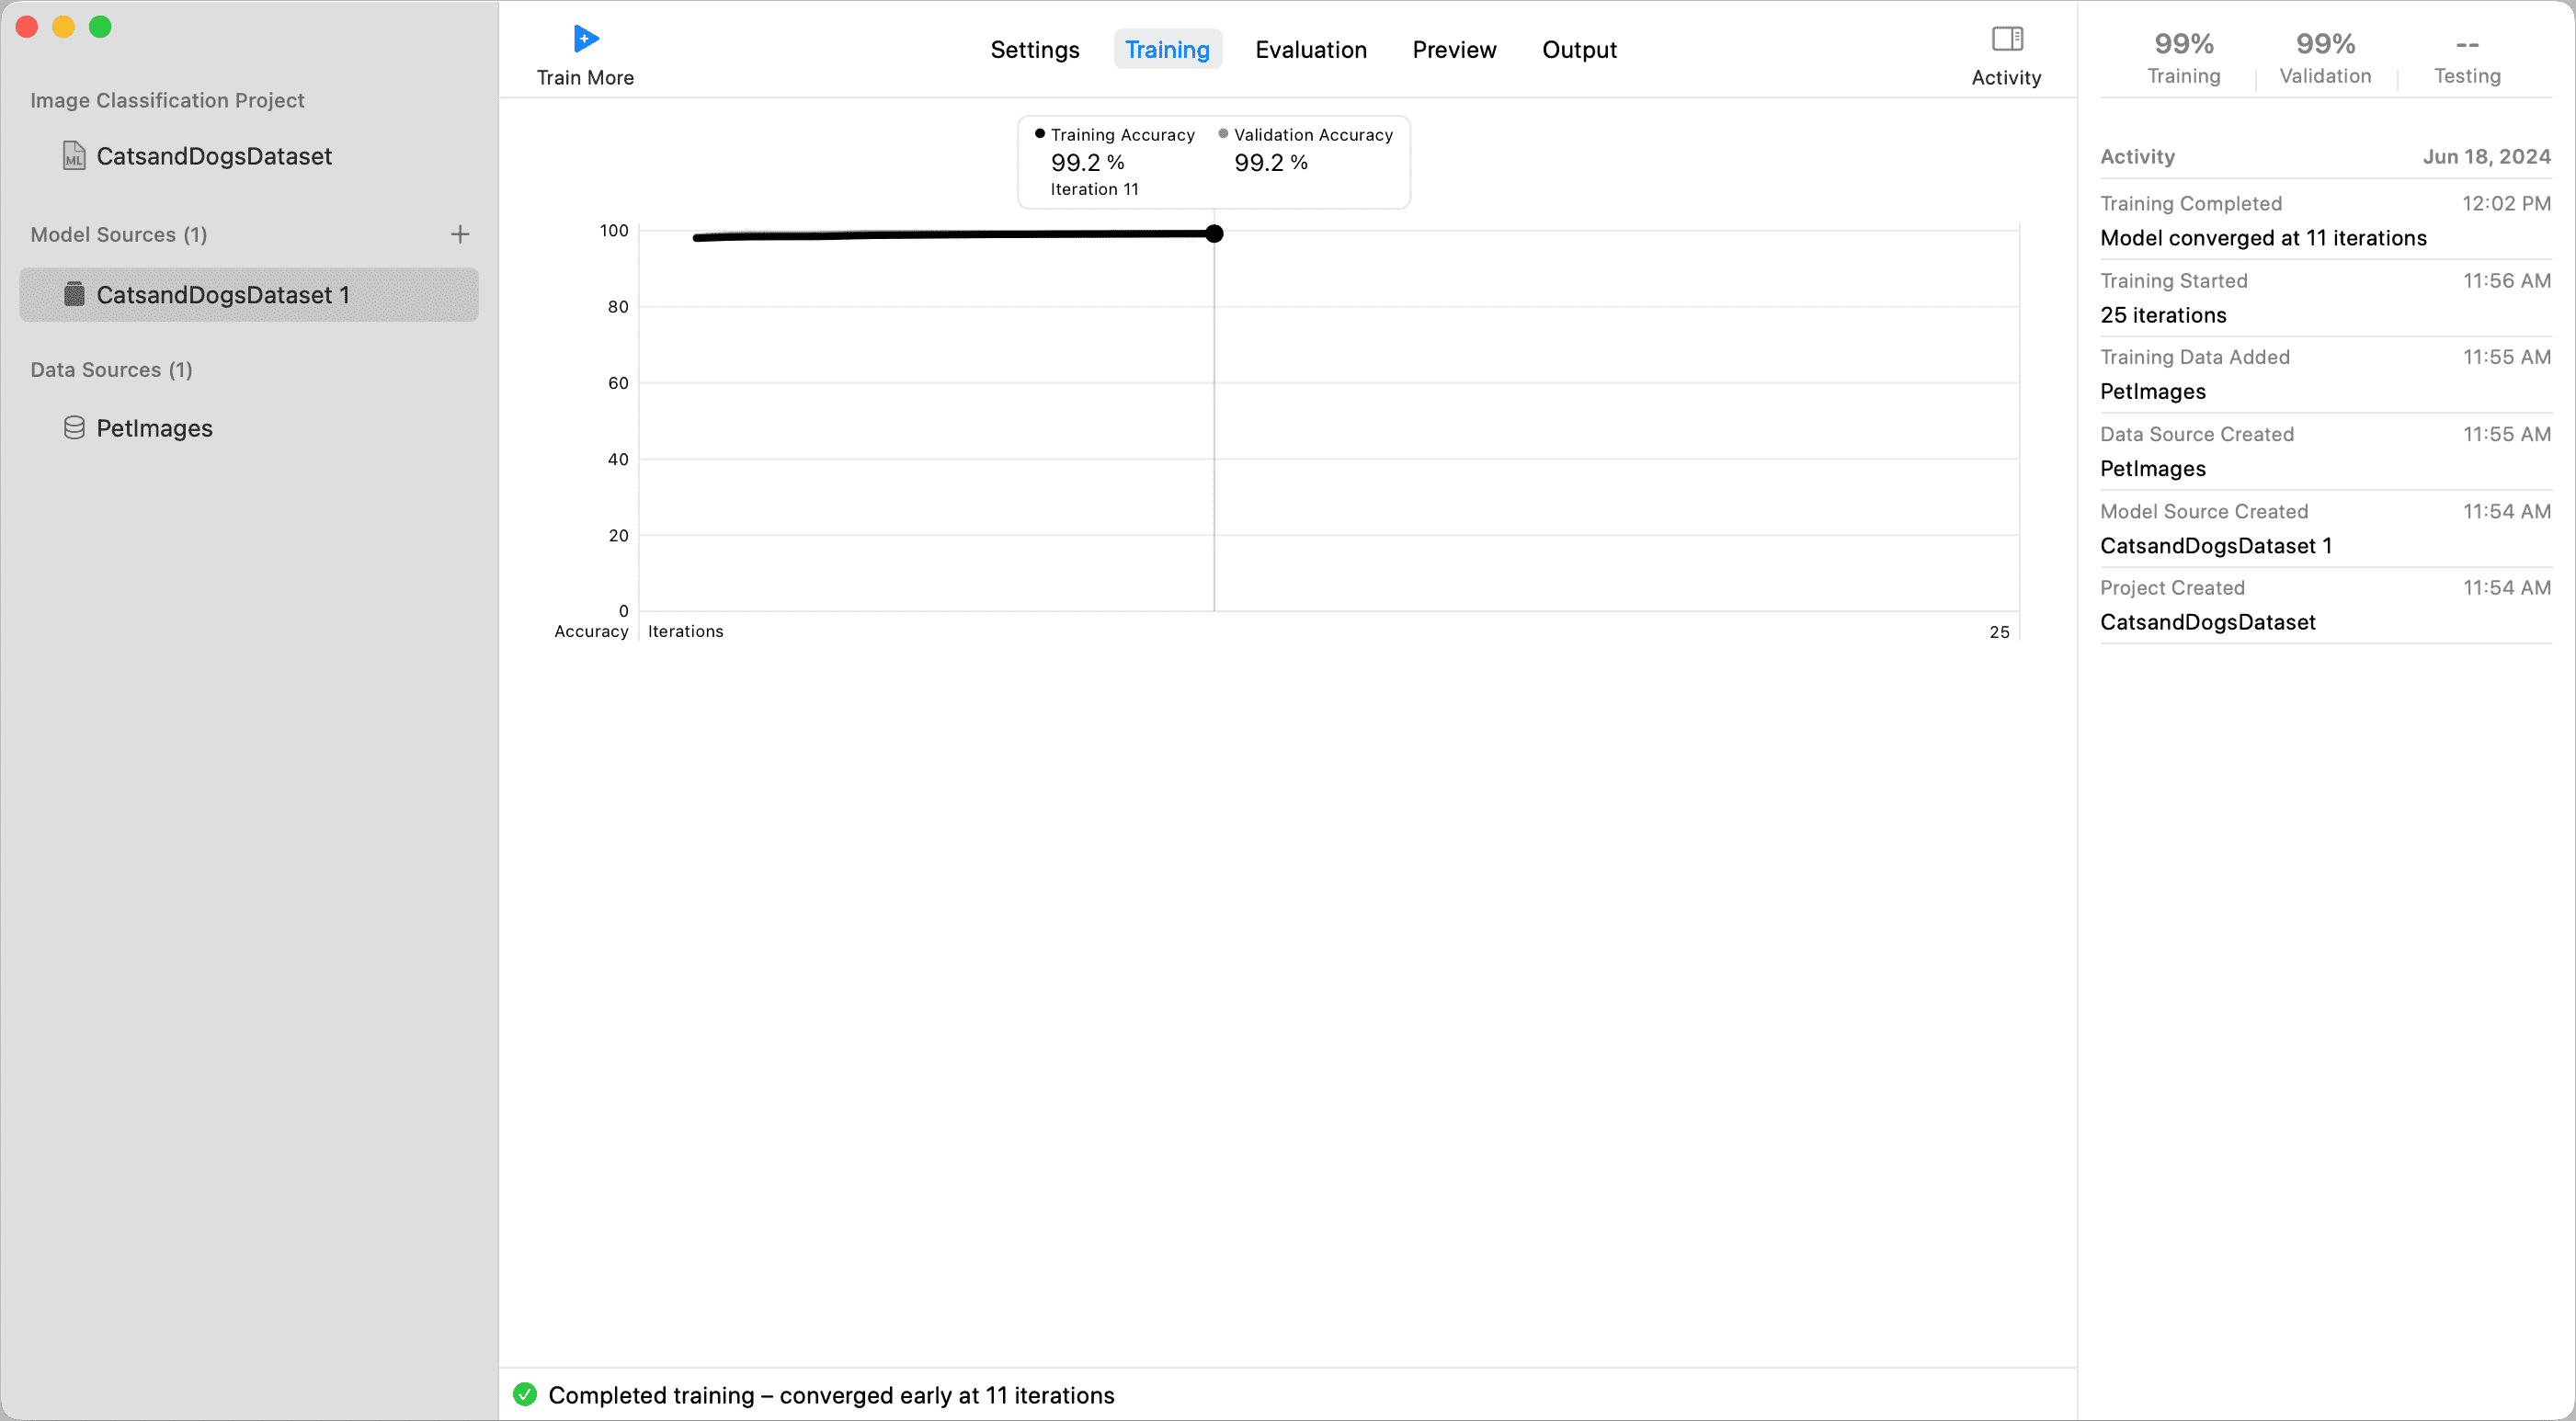 Image Classification Project
ML
CatsandDogsDataset
Model Sources (1)
CatsandDogsDataset 1
Data Sources (1)
PetImages
Train More
Settings
Training
Evaluation
Preview
Output
Activity
Training Accuracy
99.2 %
Iteration 11
Validation Accuracy
99.2 %
100
80
60
40
20
0
Accuracy
Iterations
25
Completed training – converged early at 11 iterations
99%
Training
99%
Validation
--
Testing
Activity Jun 18, 2024
Training Completed 12:02 PM
Model converged at 11 iterations
Training Started 11:56 AM
25 iterations
Training Data Added 11:55 AM
PetImages
Data Source Created 11:55 AM
PetImages
Model Source Created 11:54 AM
CatsandDogsDataset 1
Project Created 11:54 AM
CatsandDogsDataset